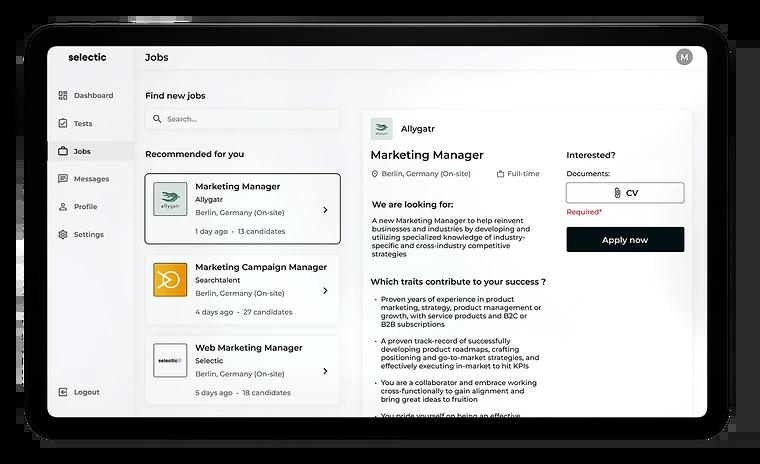 selectic
Jobs
M
Dashboard
Tests
Jobs
Messages
Profile
Settings
Logout
Find new jobs
Search...
Recommended for you
allygatr
Marketing Manager
Allygatr
Berlin, Germany (On-site)
1 day ago • 13 candidates
Marketing Campaign Manager
Searchtalent
Berlin, Germany (On-site)
4 days ago • 27 candidates
selectic
Web Marketing Manager
Selectic
Berlin, Germany (On-site)
5 days ago • 18 candidates
allygatr
Allygatr
Marketing Manager
Berlin, Germany (On-site)
Full-time
We are looking for:
A new Marketing Manager to help reinvent
businesses and industries by developing and
utilizing specialized knowledge of industry-
specific and cross-industry competitive
strategies
Which traits contribute to your success ?
• Proven years of experience in product
marketing, strategy, product management or
growth, with service products and B2C or
B2B subscriptions
• A proven track-record of successfully
developing product roadmaps, crafting
positioning and go-to-market strategies, and
effectively executing in-market to hit KPIs
• You are a collaborator and embrace working
cross-functionally to gain alignment and
bring great ideas to fruition
• You pride yourself on being an effective
Interested?
Documents:
CV
Required*
Apply now